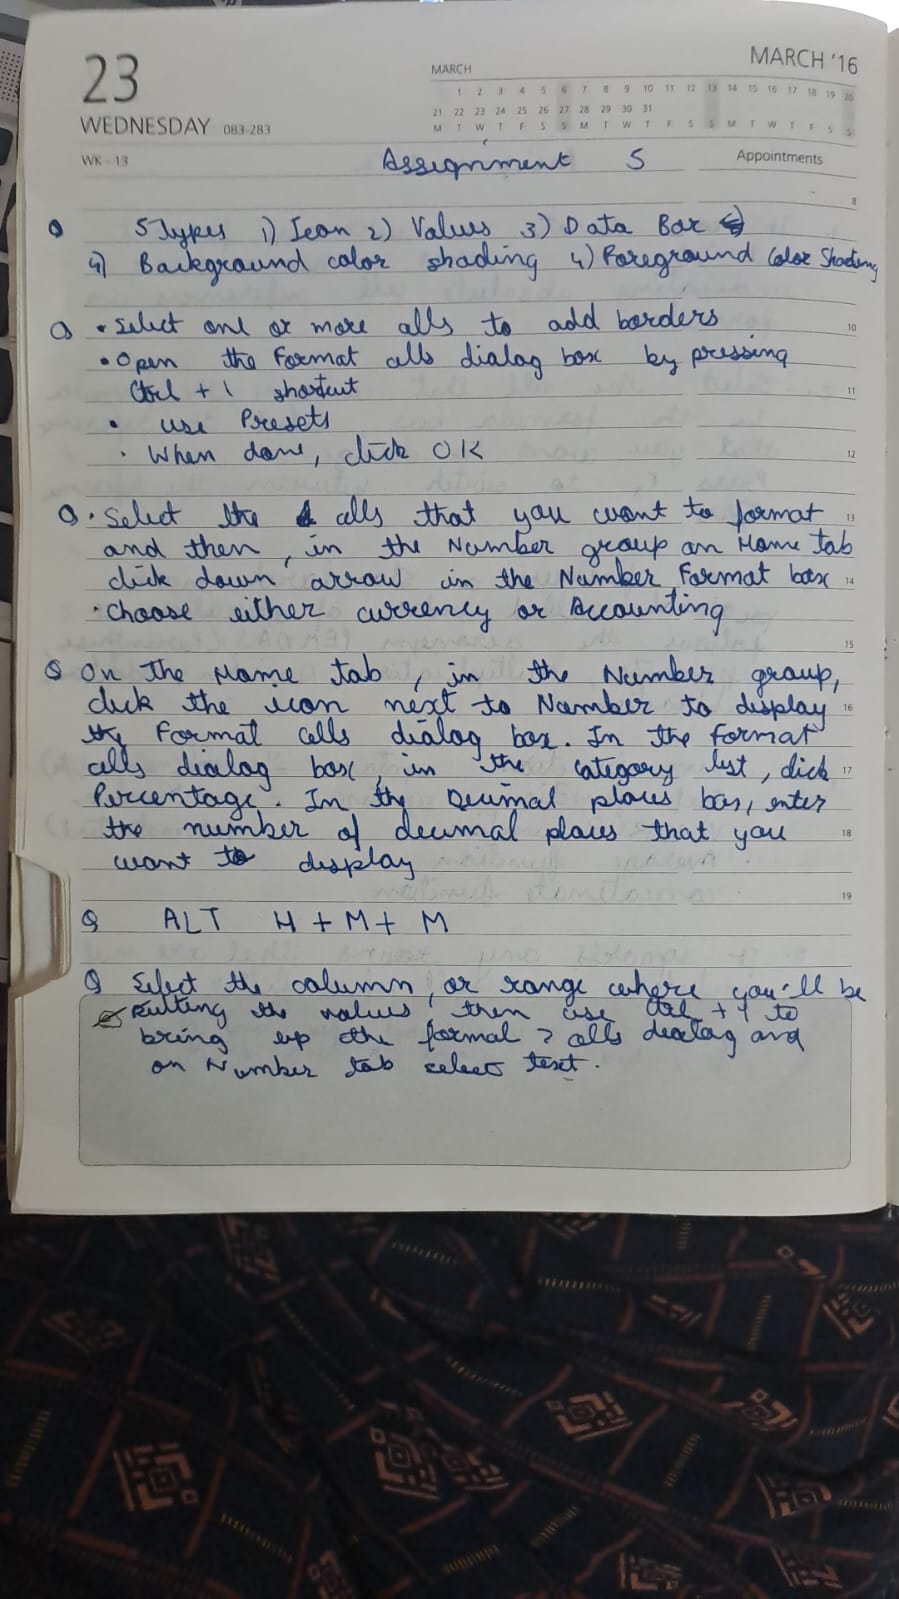 23
MARCH
MARCH '16
1 2 3 4 5 6 7 8 9 10 11 12 13 14 15 16 17 18 19 20
21 22 23 24 25 26 27 28 29 30 31
M T W T F S S M T W T F S S M T W T F S S
WEDNESDAY 083-283
WK - 13
Assignment 5
Appointments
8
Q 5 Types 1) Icon 2) Values 3) Data Bar
4) Background color shading 4) Foreground Color Shading
Q • Select one or more cells to add borders
10
• Open the Format cells dialog box by pressing
Ctrl + 1 shortcut
11
• use Presets
• When done, click OK
12
Q • Select the cells that you want to format
13
and then, in the Number group on Home tab
click down arrow in the Number Format box
14
• Choose either currency or Accounting
15
Q On the Home tab, in the Number group,
click the icon next to Number to display
16
the Format cells dialog box. In the format
cells dialog box, in the category list, click
17
Percentage. In the Decimal places box, enter
the number of decimal places that you
18
want to display
19
Q ALT H + M + M
Q Select the column, or range where you'll be
Putting the values, then use Ctrl + 1 to
bring up the format > cells dialog and
on Number tab select text.